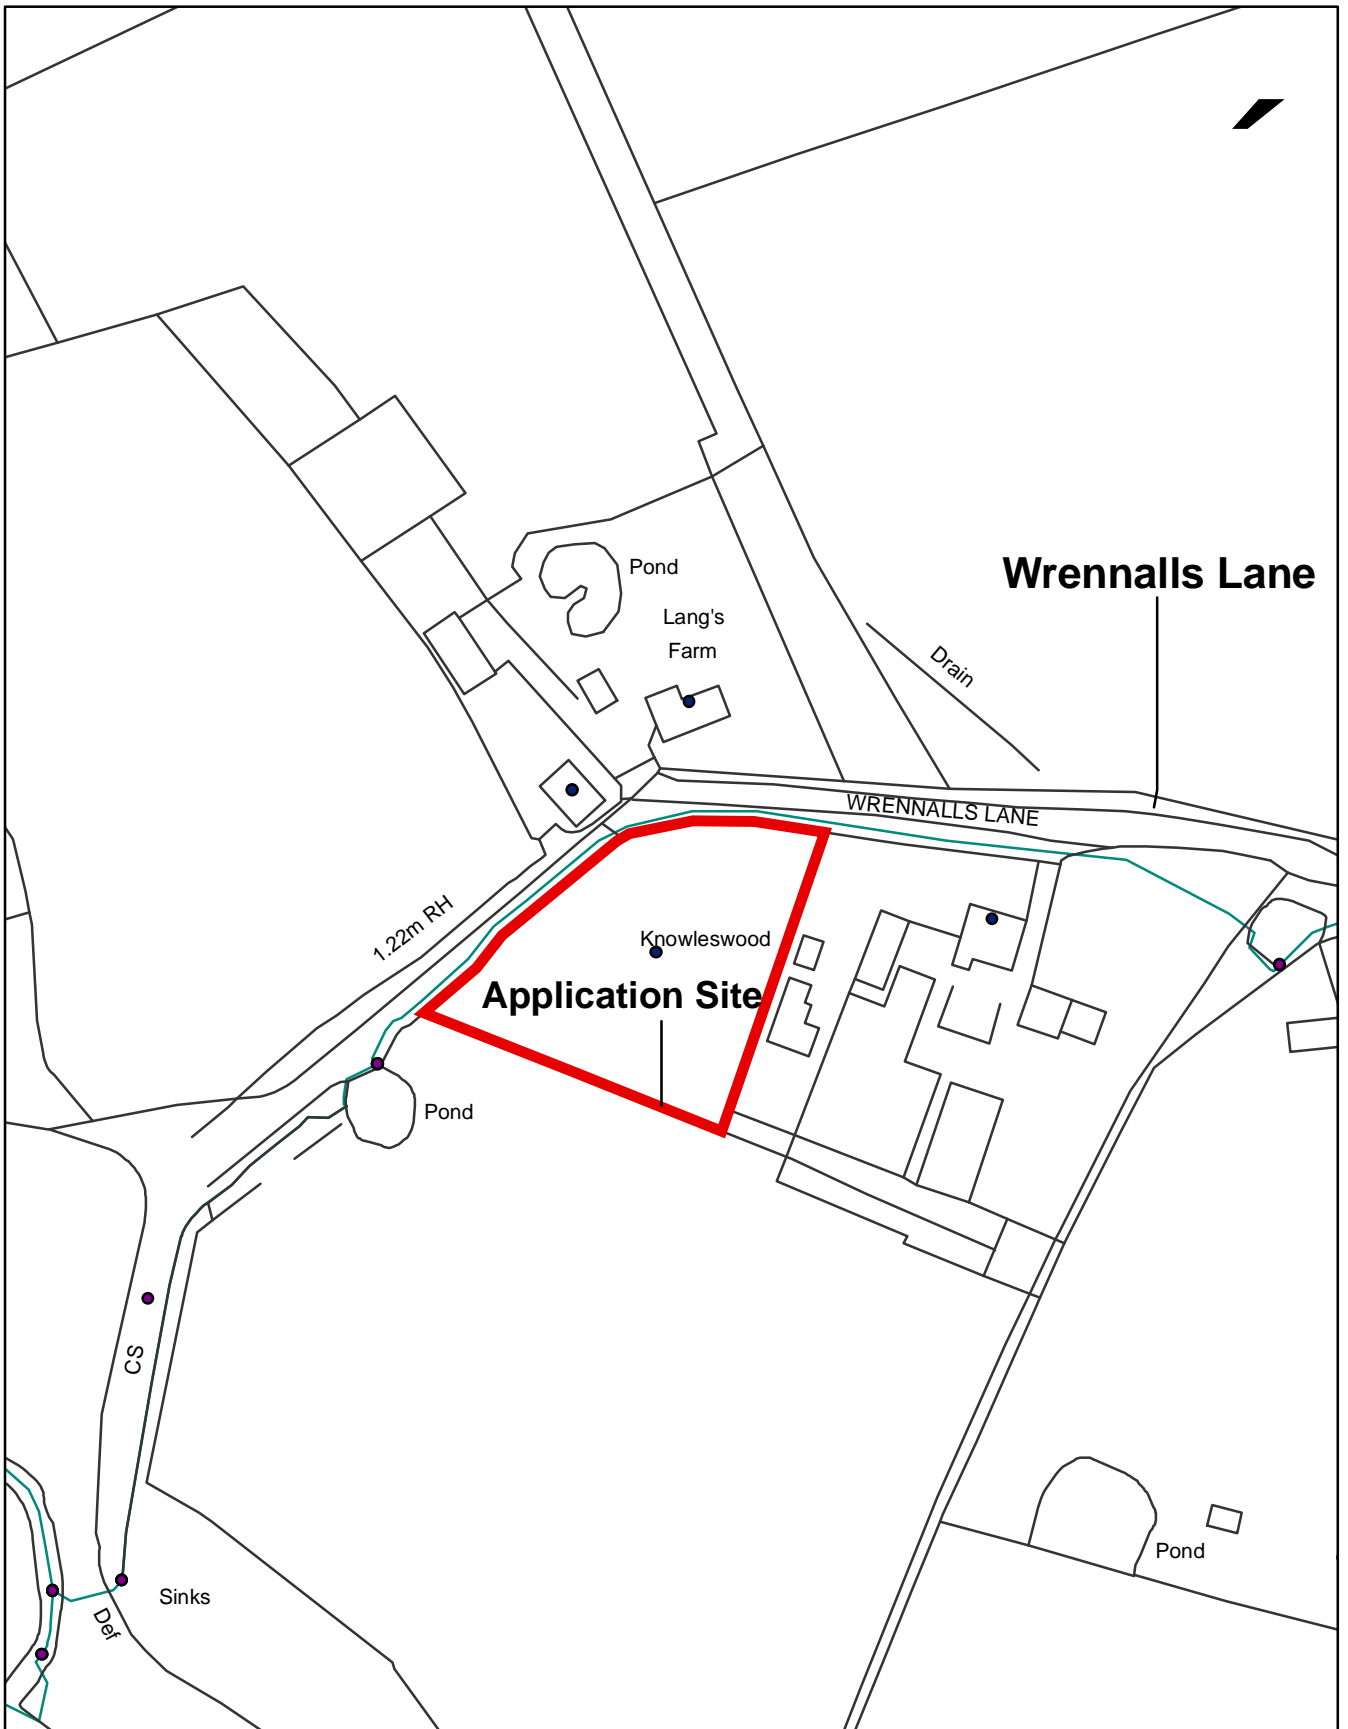 Pond
Wrennalls Lane
Lang's
Farm
Drain
WRENNALLS LANE
1.22m RH
Knowleswood
Application Site
Pond
CS
Pond
Sinks
Def